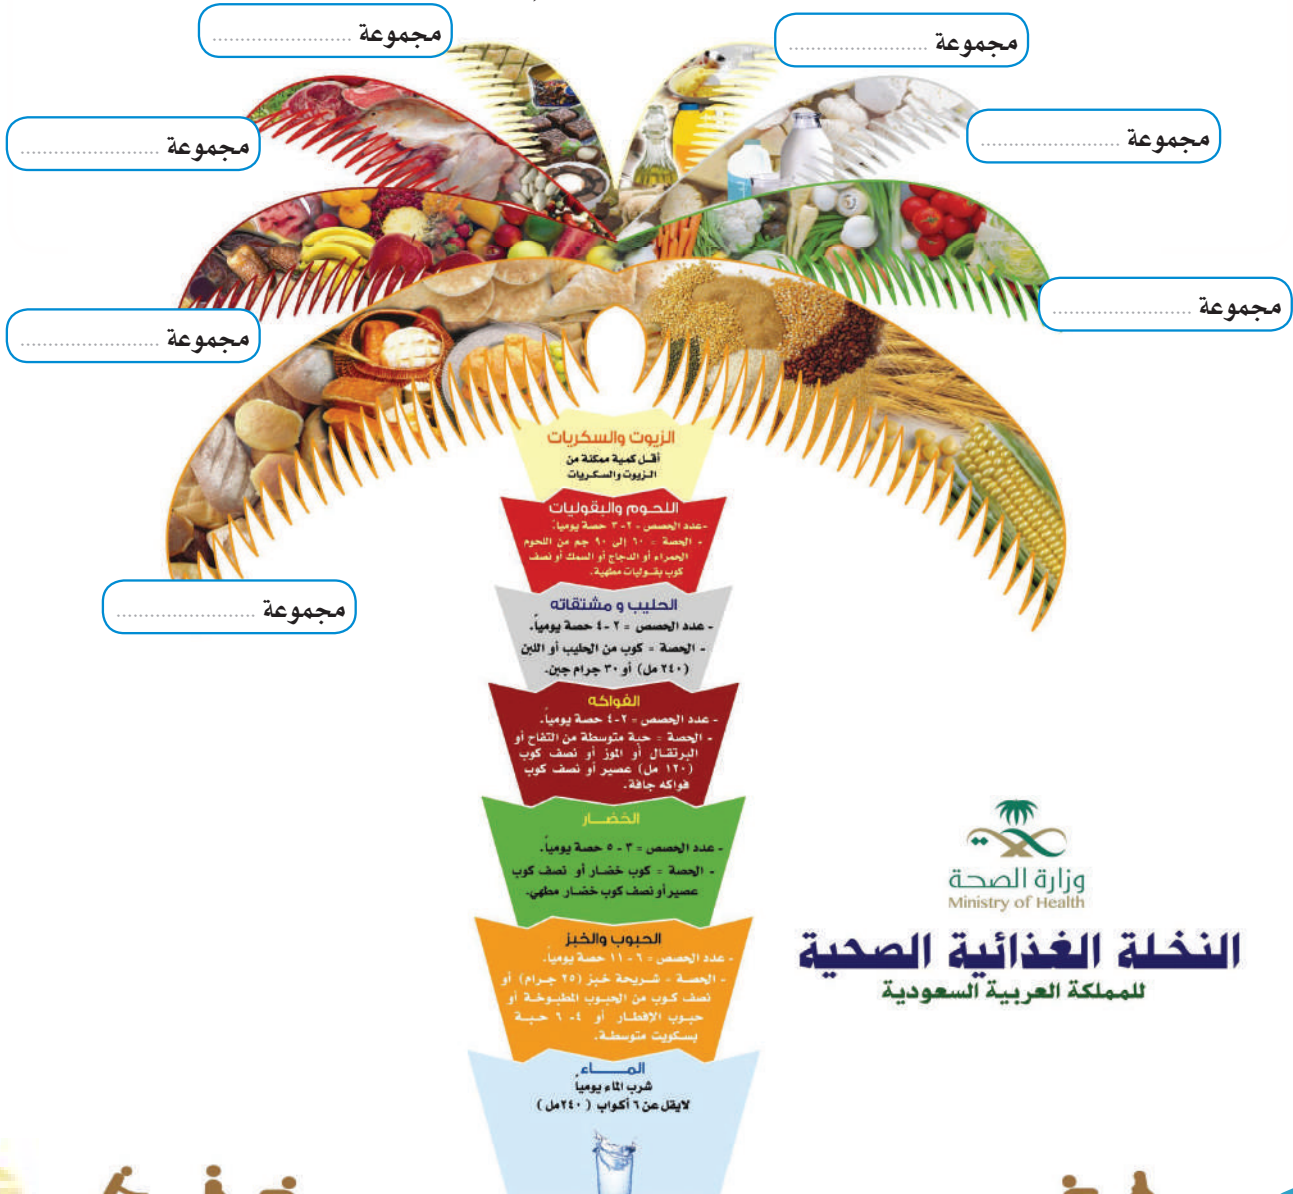 مجموعة ........................
مجموعة ........................
مجموعة ........................
مجموعة ........................
مجموعة ........................
مجموعة ........................
مجموعة ........................
الزيوت والسكريات
أقل كمية ممكنة من
الزيوت والسكريات
اللحوم والبقوليات
-عدد الحصص - ٢ - ٣ حصة يومياً.
- الحصة = ٦٠ إلى ٩٠ جم من اللحوم
الحمراء أو الدجاج أو السمك أو نصف
كوب بقوليات مطهية.
الحليب و مشتقاته
- عدد الحصص = ٢ -٤ حصة يومياً.
- الحصة = كوب من الحليب أو اللبن
(٢٤٠ مل) أو ٣٠ جرام جبن.
الفواكه
- عدد الحصص = ٢-٤ حصة يومياً.
- الحصة = حبة متوسطة من التفاح أو
البرتقال أو الموز أو نصف كوب
(١٢٠ مل) عصير أو نصف كوب
فواكه جافة.
الخضار
- عدد الحصص = ٣ - ٥ حصة يومياً.
- الحصة = كوب خضار أو نصف كوب
عصير أو نصف كوب خضار مطهي.
الحبوب والخبز
- عدد الحصص = ٦ - ١١ حصة يومياً.
- الحصة - شريحة خبز (٢٥ جرام) أو
نصف كوب من الحبوب المطبوخة أو
حبوب الإفطار أو ٤- ٦ حبة
بسكويت متوسطة.
الماء
شرب الماء يومياً
لايقل عن ٦ أكواب ( ٢٤٠مل )
وزارة الصحة
Ministry of Health
النخلة الغذائية الصحية
للمملكة العربية السعودية